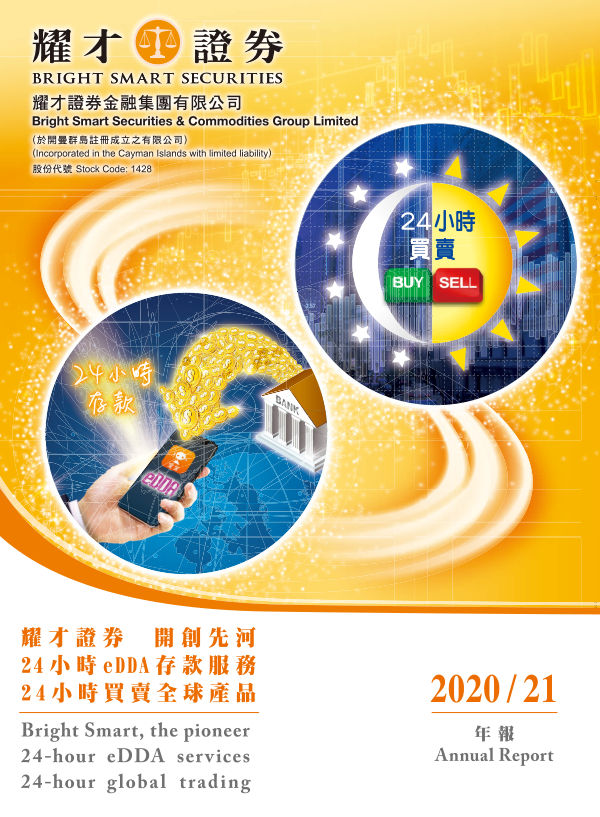 耀才證券
BRIGHT SMART SECURITIES
耀才證券金融集團有限公司
Bright Smart Securities & Commodities Group Limited
(於開曼群島註冊成立之有限公司)
(Incorporated in the Cayman Islands with limited liability)
股份代號 Stock Code: 1428
24小時
買賣
BUY SELL
24小時
存款
BANK
eDDA
耀才證券 開創先河
24小時eDDA存款服務
24小時買賣全球產品
Bright Smart, the pioneer
24-hour eDDA services
24-hour global trading
2020/21
年報
Annual Report